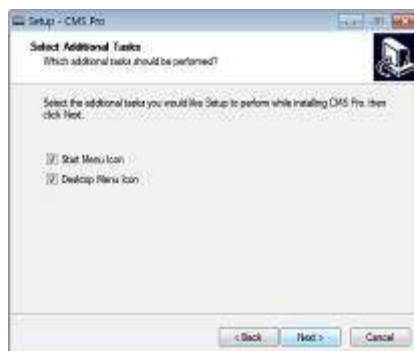 Setup - CMS Pro
Select Additional Tasks
Which additional tasks should be performed?
Select the additional tasks you would like Setup to perform while installing CMS Pro, then
click Next.
Start Menu Icon
Desktop Menu Icon
< Back
Next >
Cancel